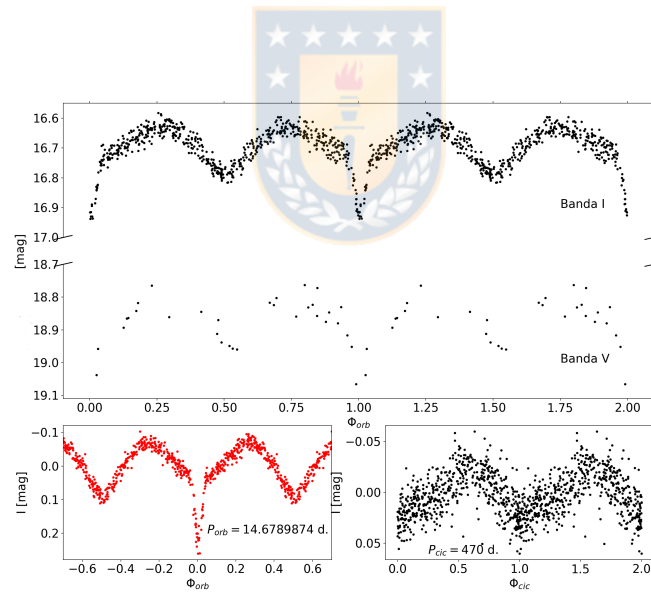 16.6
16.7
16.8
16.9
17.0
Banda I
[mag]
18.7
18.8
18.9
19.0
19.1
Banda V
0.00 0.25 0.50 0.75 1.00 1.25 1.50 1.75 2.00
Φorb
−0.1
0.0
0.1
0.2
I [mag]
Porb = 14.6789874 d.
−0.6 −0.4 −0.2 0.0 0.2 0.4 0.6
Φorb
−0.05
0.00
0.05
I [mag]
Pcic = 470 d.
0.0 0.5 1.0 1.5 2.0
Φcic